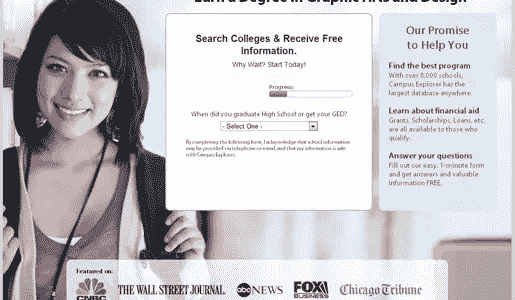 Earn a Degree in Graphic Arts and Design
Search Colleges & Receive Free
Information.
Why Wait? Start Today!
Progress:
When did you graduate High School or get your GED?
- Select One -
By completing the following form, I acknowledge that school information
may be provided via telephone or email, and that my information is safe
with Campus Explorer.
Our Promise
to Help You
Find the best program
With over 8,000 schools,
Campus Explorer has the
largest database anywhere.
Learn about financial aid
Grants, Scholarships, Loans, etc.
are all available to those who
qualify.
Answer your questions
Fill out our easy, 1-minute form
and get answers and valuable
information FREE.
Featured on:
CNBC
THE WALL STREET JOURNAL
abc NEWS
FOX
BUSINESS
Chicago Tribune